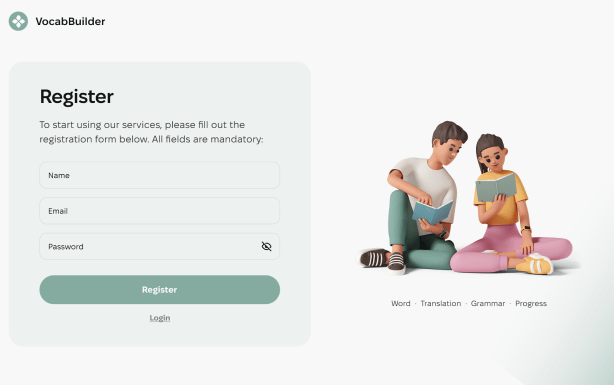 VocabBuilder
Register
To start using our services, please fill out the
registration form below. All fields are mandatory:
Name
Email
Password
Register
Login
Word · Translation · Grammar · Progress